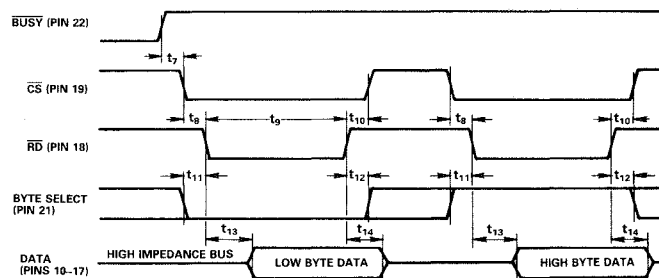 BUSY (PIN 22)
t7
CS (PIN 19)
t8 t9 t10 t8 t10
RD (PIN 18)
t11 t12 t11 t12
BYTE SELECT
(PIN 21)
t13 t14 t13 t14
DATA
(PINS 10–17)
HIGH IMPEDANCE BUS
LOW BYTE DATA
HIGH BYTE DATA